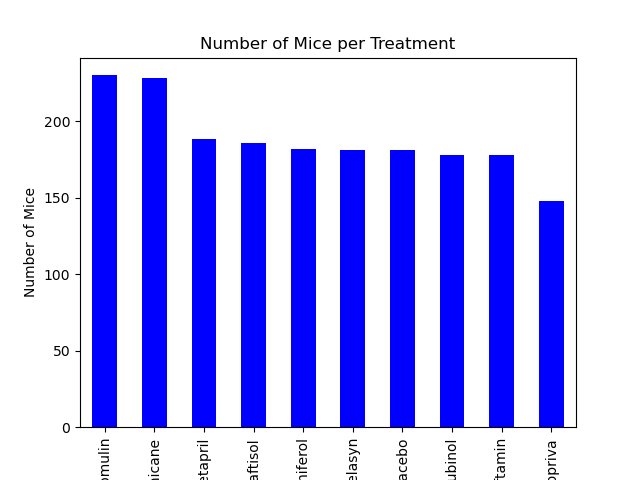 Number of Mice per Treatment
Number of Mice
200
150
100
50
0
omulin
nicane
etapril
aftisol
niferol
elasyn
acebo
ubinol
ftamin
opriva